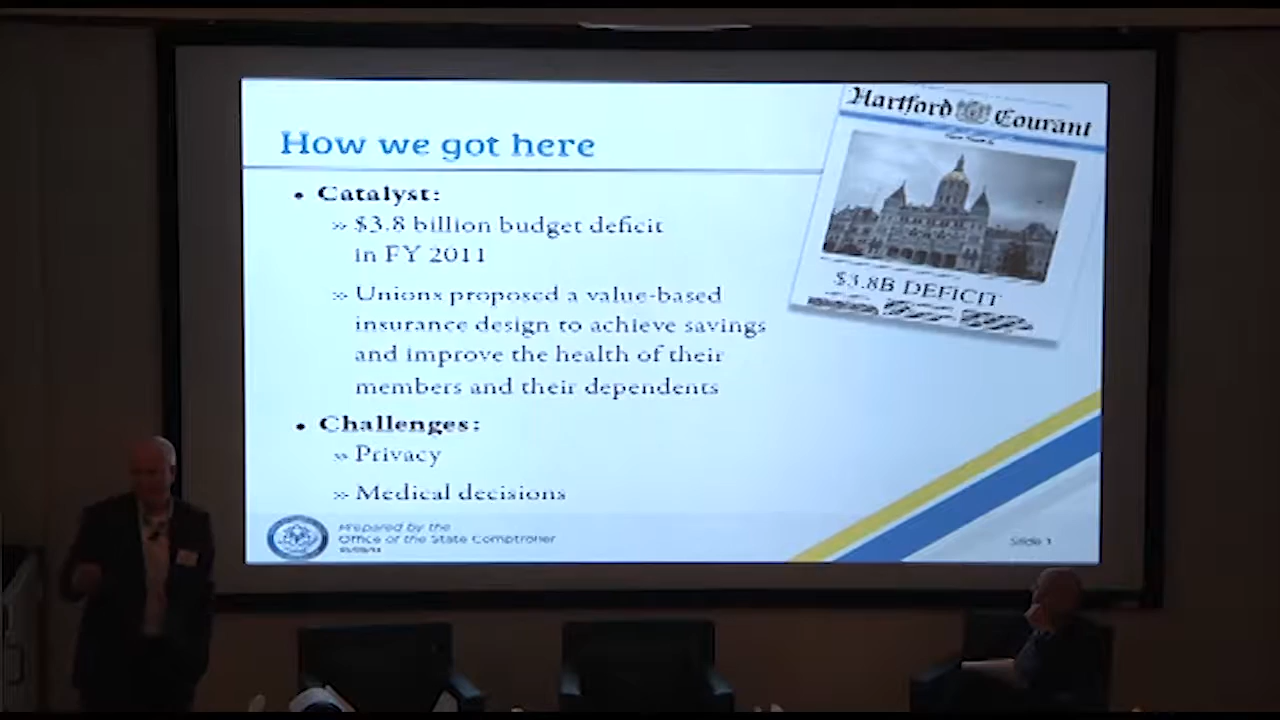 Hartford Courant
How we got here
• Catalyst:
» $3.8 billion budget deficit
in FY 2011
» Unions proposed a value-based
insurance design to achieve savings
and improve the health of their
members and their dependents
$3.8B DEFICIT
• Challenges:
» Privacy
» Medical decisions
Prepared by the
Office of the State Comptroller
Slide 1